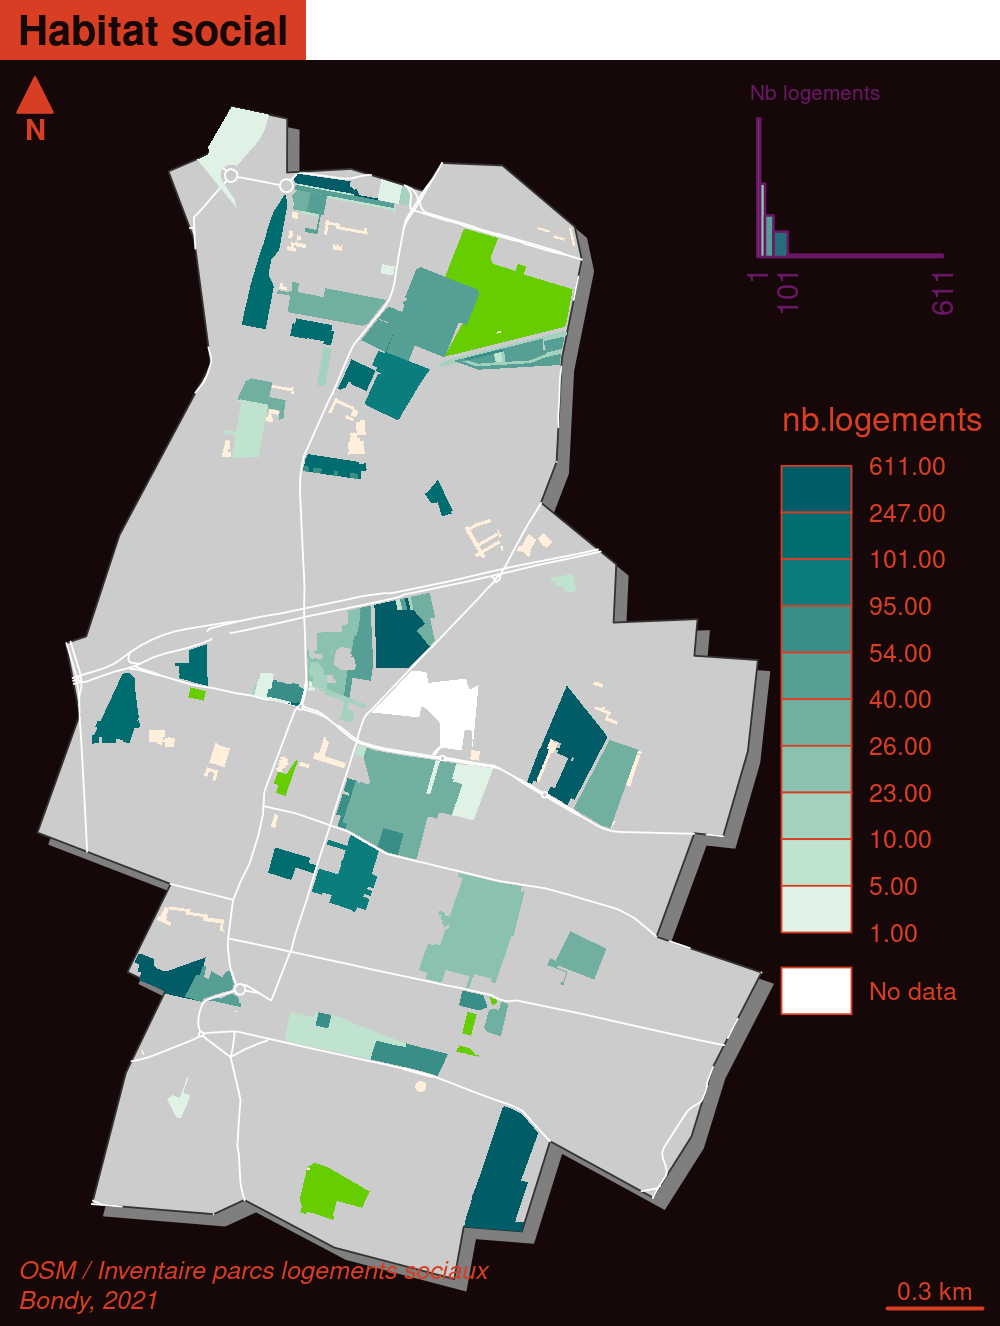 Habitat social
N
Nb logements
1
101
611
nb.logements
611.00
247.00
101.00
95.00
54.00
40.00
26.00
23.00
10.00
5.00
1.00
No data
OSM / Inventaire parcs logements sociaux
Bondy, 2021
0.3 km